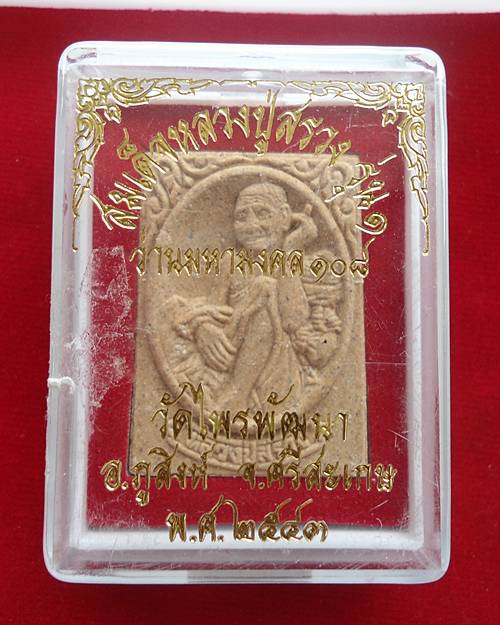 สมเด็จหลวงปู่สรวง รุ่น๑
ว่านมหามงคล๑๐๘
วัดไพรพัฒนา
อ.ภูสิงห์ จ.ศรีสะเกษ
พ.ศ.๒๕๔๓